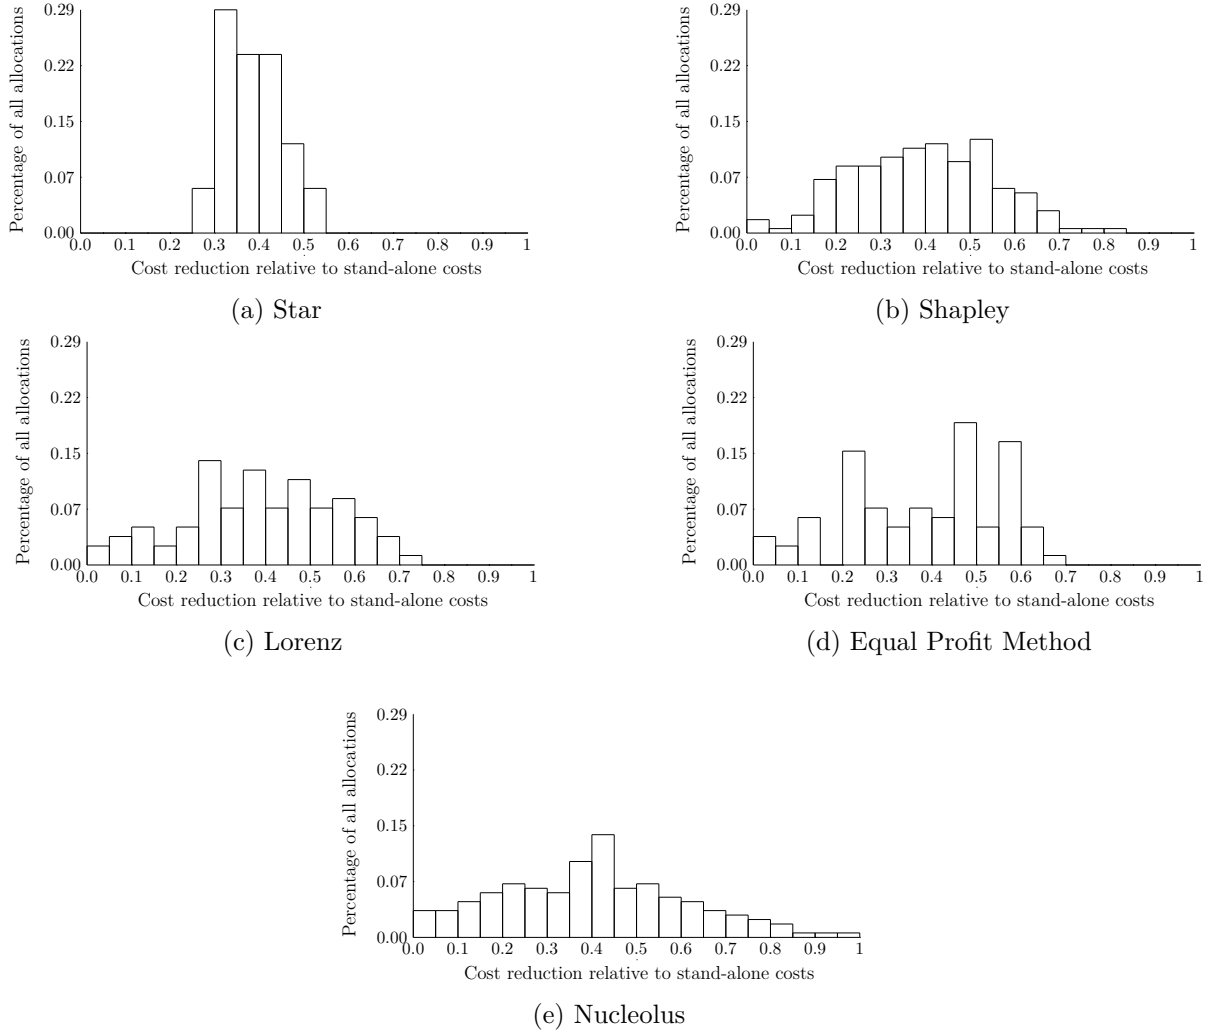 Percentage of all allocations
0.29
0.22
0.15
0.07
0.00
0.0 0.1 0.2 0.3 0.4 0.5 0.6 0.7 0.8 0.9 1
Cost reduction relative to stand-alone costs
(a) Star
Percentage of all allocations
0.29
0.22
0.15
0.07
0.00
0.0 0.1 0.2 0.3 0.4 0.5 0.6 0.7 0.8 0.9 1
Cost reduction relative to stand-alone costs
(b) Shapley
Percentage of all allocations
0.29
0.22
0.15
0.07
0.00
0.0 0.1 0.2 0.3 0.4 0.5 0.6 0.7 0.8 0.9 1
Cost reduction relative to stand-alone costs
(c) Lorenz
Percentage of all allocations
0.29
0.22
0.15
0.07
0.00
0.0 0.1 0.2 0.3 0.4 0.5 0.6 0.7 0.8 0.9 1
Cost reduction relative to stand-alone costs
(d) Equal Profit Method
Percentage of all allocations
0.29
0.22
0.15
0.07
0.00
0.0 0.1 0.2 0.3 0.4 0.5 0.6 0.7 0.8 0.9 1
Cost reduction relative to stand-alone costs
(e) Nucleolus